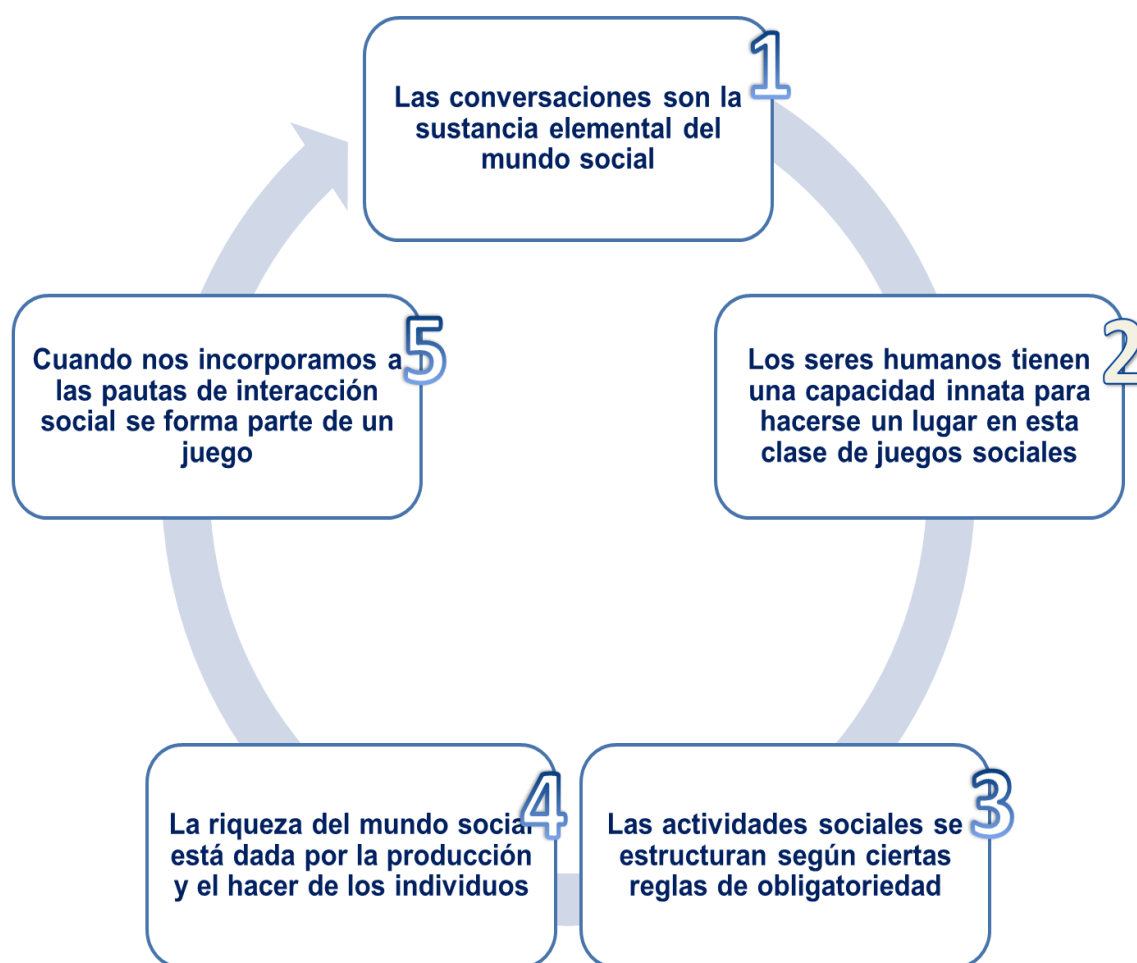 1
Las conversaciones son la
sustancia elemental del
mundo social
2
Los seres humanos tienen
una capacidad innata para
hacerse un lugar en esta
clase de juegos sociales
3
Las actividades sociales se
estructuran según ciertas
reglas de obligatoriedad
4
La riqueza del mundo social
está dada por la producción
y el hacer de los individuos
5
Cuando nos incorporamos a
las pautas de interacción
social se forma parte de un
juego